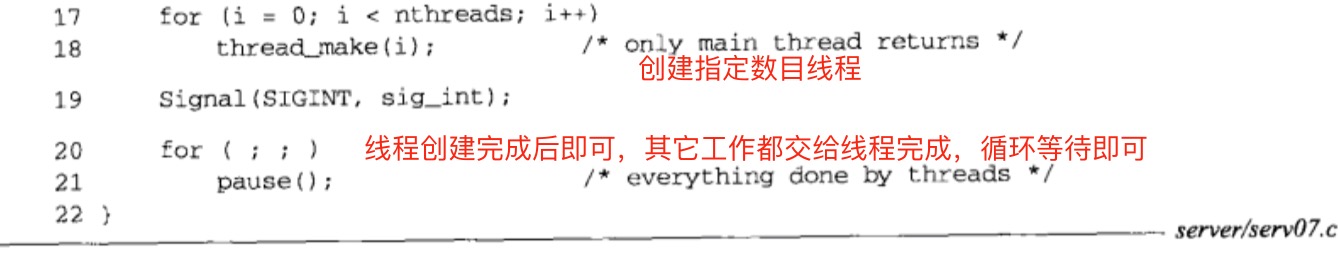 17 for (i = 0; i < nthreads; i++)
18 thread_make(i); /* only main thread returns */
创建指定数目线程
19 Signal(SIGINT, sig_int);
20 for ( ; ; ) 线程创建完成后即可，其它工作都交给线程完成，循环等待即可
21 pause(); /* everything done by threads */
22 }
server/serv07.c